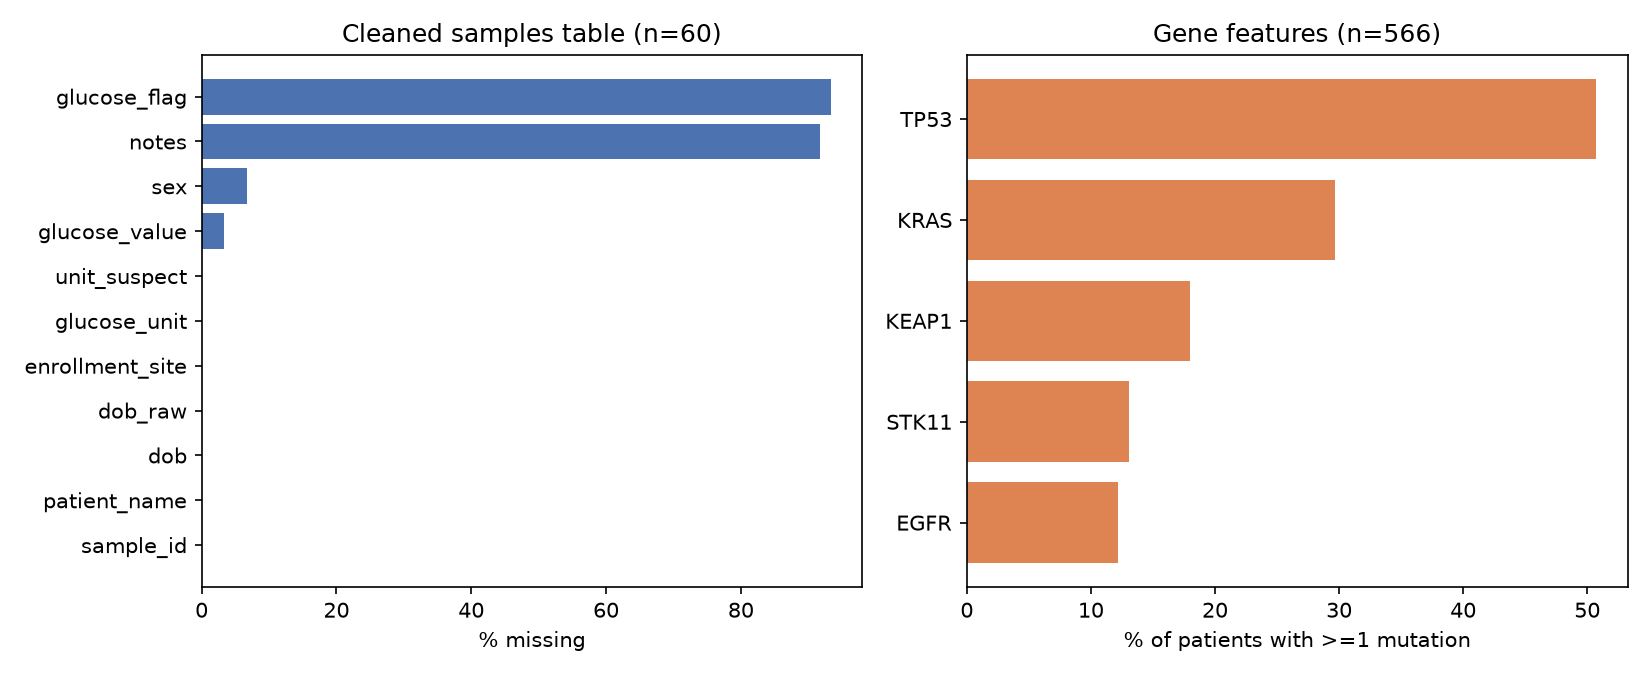 Cleaned samples table (n=60)
glucose_flag
notes
sex
glucose_value
unit_suspect
glucose_unit
enrollment_site
dob_raw
dob
patient_name
sample_id
0 20 40 60 80
% missing
Gene features (n=566)
TP53
KRAS
KEAP1
STK11
EGFR
0 10 20 30 40 50
% of patients with >=1 mutation